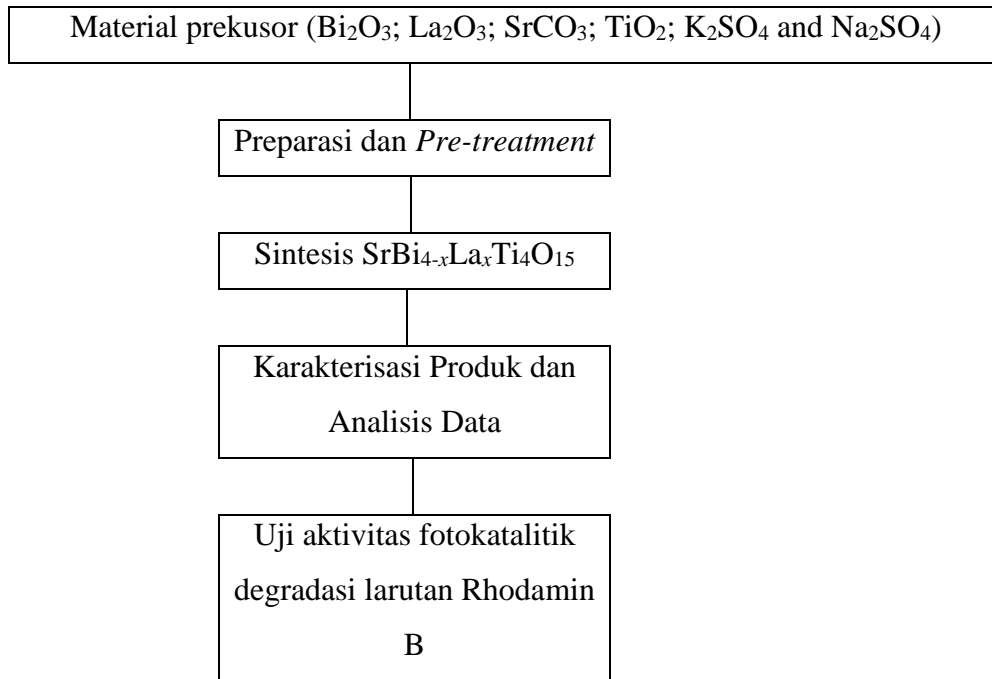 Material prekusor (Bi₂O₃; La₂O₃; SrCO₃; TiO₂; K₂SO₄ and Na₂SO₄)
Preparasi dan Pre-treatment
Sintesis SrBi₄₋ₓLaₓTi₄O₁₅
Karakterisasi Produk dan
Analisis Data
Uji aktivitas fotokatalitik
degradasi larutan Rhodamin
B